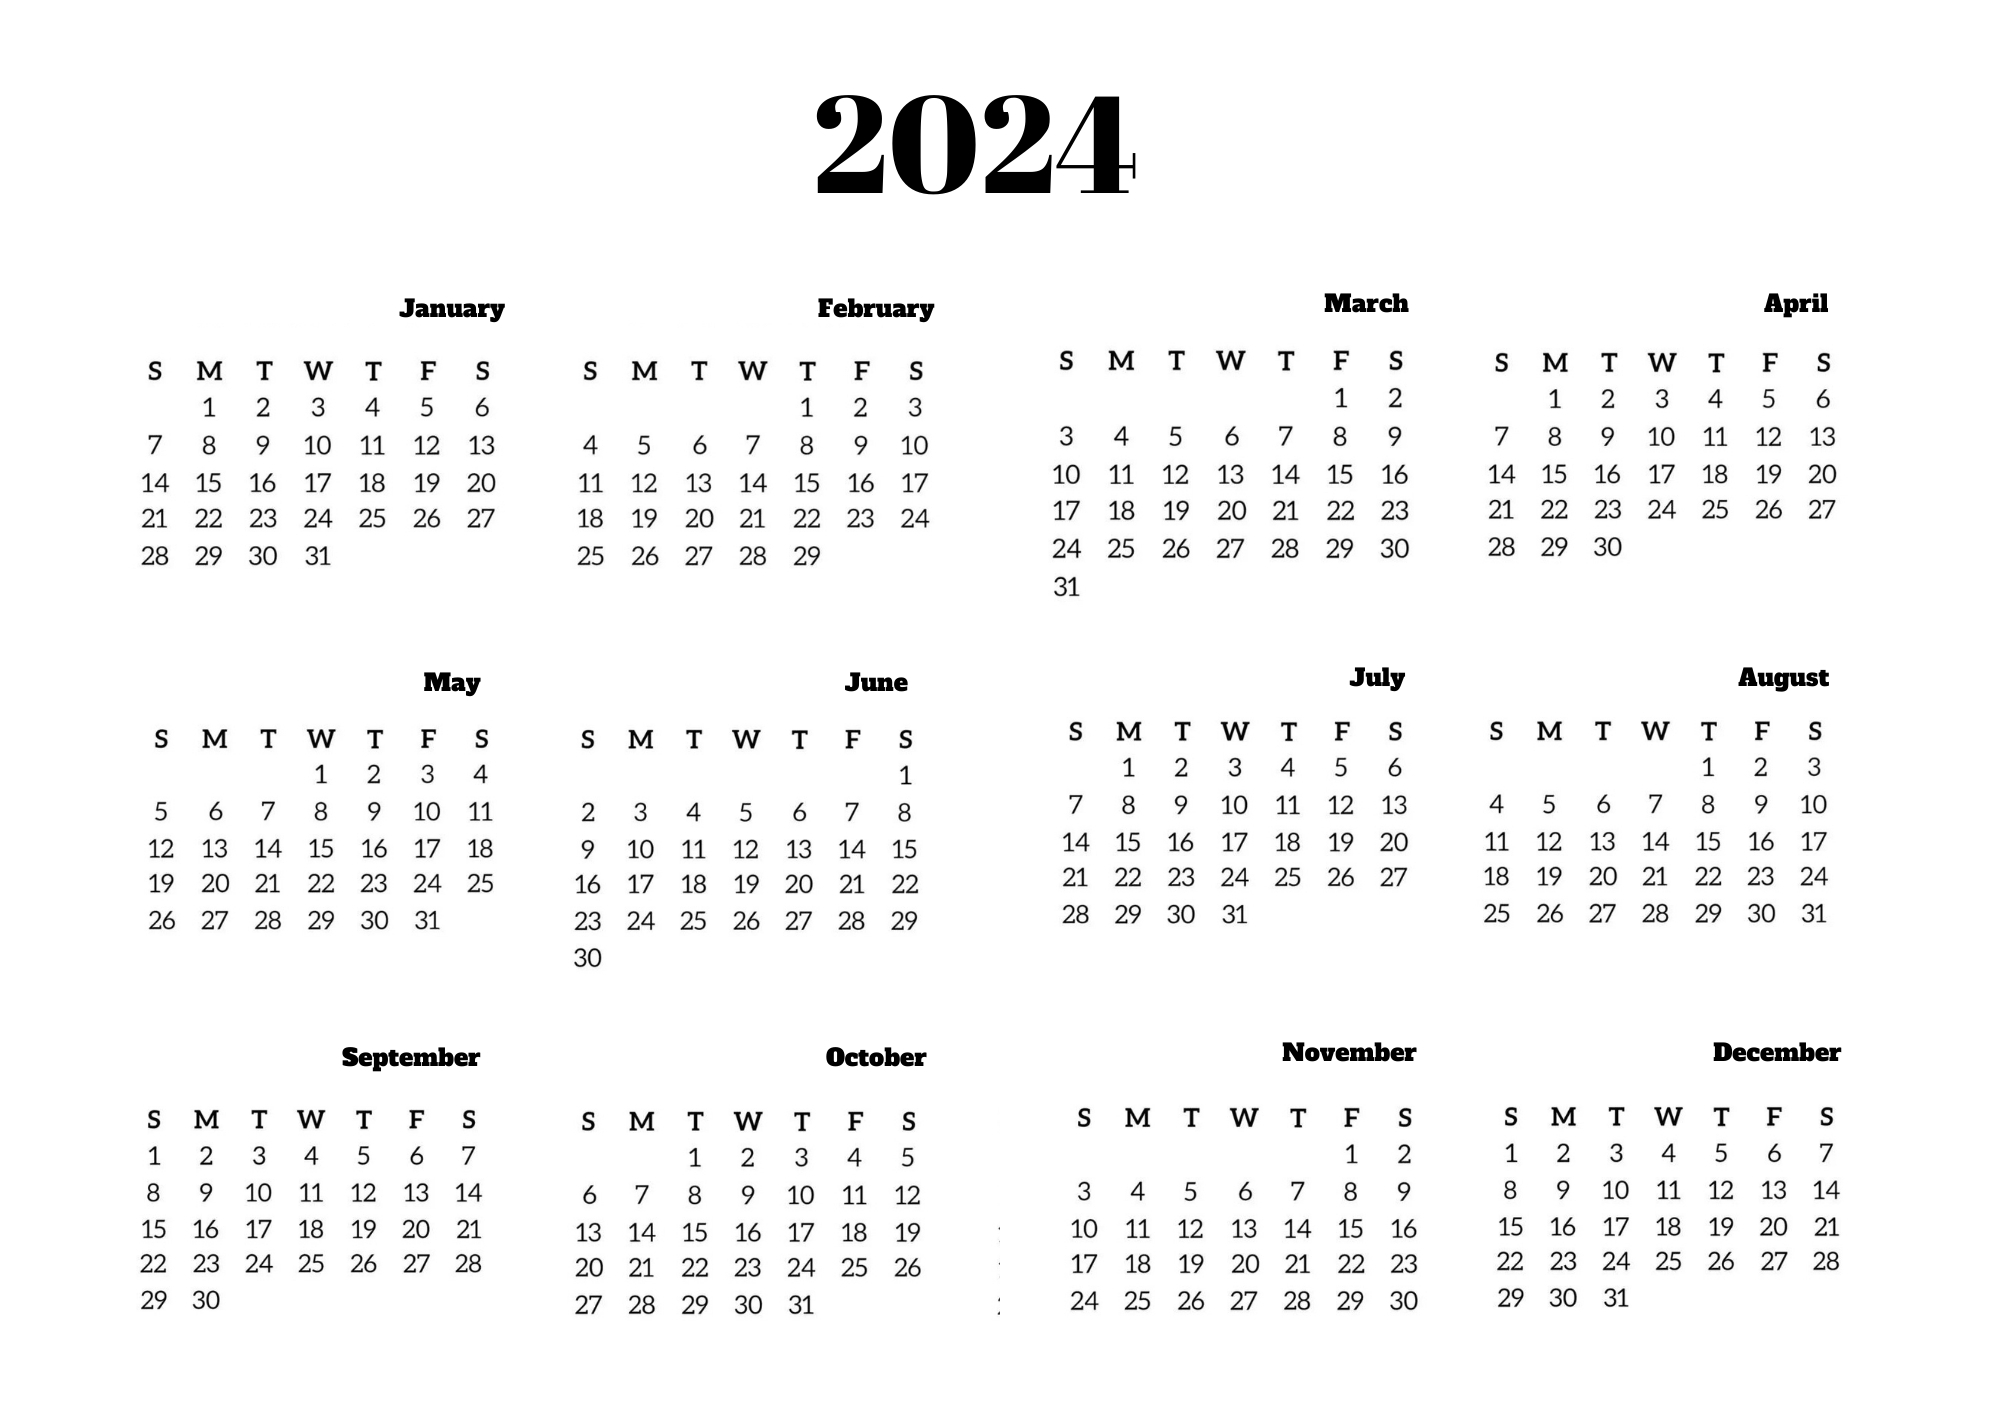 2024
January
S M T W T F S
1 2 3 4 5 6
7 8 9 10 11 12 13
14 15 16 17 18 19 20
21 22 23 24 25 26 27
28 29 30 31
February
S M T W T F S
1 2 3
4 5 6 7 8 9 10
11 12 13 14 15 16 17
18 19 20 21 22 23 24
25 26 27 28 29
March
S M T W T F S
1 2
3 4 5 6 7 8 9
10 11 12 13 14 15 16
17 18 19 20 21 22 23
24 25 26 27 28 29 30
31
April
S M T W T F S
1 2 3 4 5 6
7 8 9 10 11 12 13
14 15 16 17 18 19 20
21 22 23 24 25 26 27
28 29 30
May
S M T W T F S
1 2 3 4
5 6 7 8 9 10 11
12 13 14 15 16 17 18
19 20 21 22 23 24 25
26 27 28 29 30 31
June
S M T W T F S
1
2 3 4 5 6 7 8
9 10 11 12 13 14 15
16 17 18 19 20 21 22
23 24 25 26 27 28 29
30
July
S M T W T F S
1 2 3 4 5 6
7 8 9 10 11 12 13
14 15 16 17 18 19 20
21 22 23 24 25 26 27
28 29 30 31
August
S M T W T F S
1 2 3
4 5 6 7 8 9 10
11 12 13 14 15 16 17
18 19 20 21 22 23 24
25 26 27 28 29 30 31
September
S M T W T F S
1 2 3 4 5 6 7
8 9 10 11 12 13 14
15 16 17 18 19 20 21
22 23 24 25 26 27 28
29 30
October
S M T W T F S
1 2 3 4 5
6 7 8 9 10 11 12
13 14 15 16 17 18 19
20 21 22 23 24 25 26
27 28 29 30 31
November
S M T W T F S
1 2
3 4 5 6 7 8 9
10 11 12 13 14 15 16
17 18 19 20 21 22 23
24 25 26 27 28 29 30
December
S M T W T F S
1 2 3 4 5 6 7
8 9 10 11 12 13 14
15 16 17 18 19 20 21
22 23 24 25 26 27 28
29 30 31